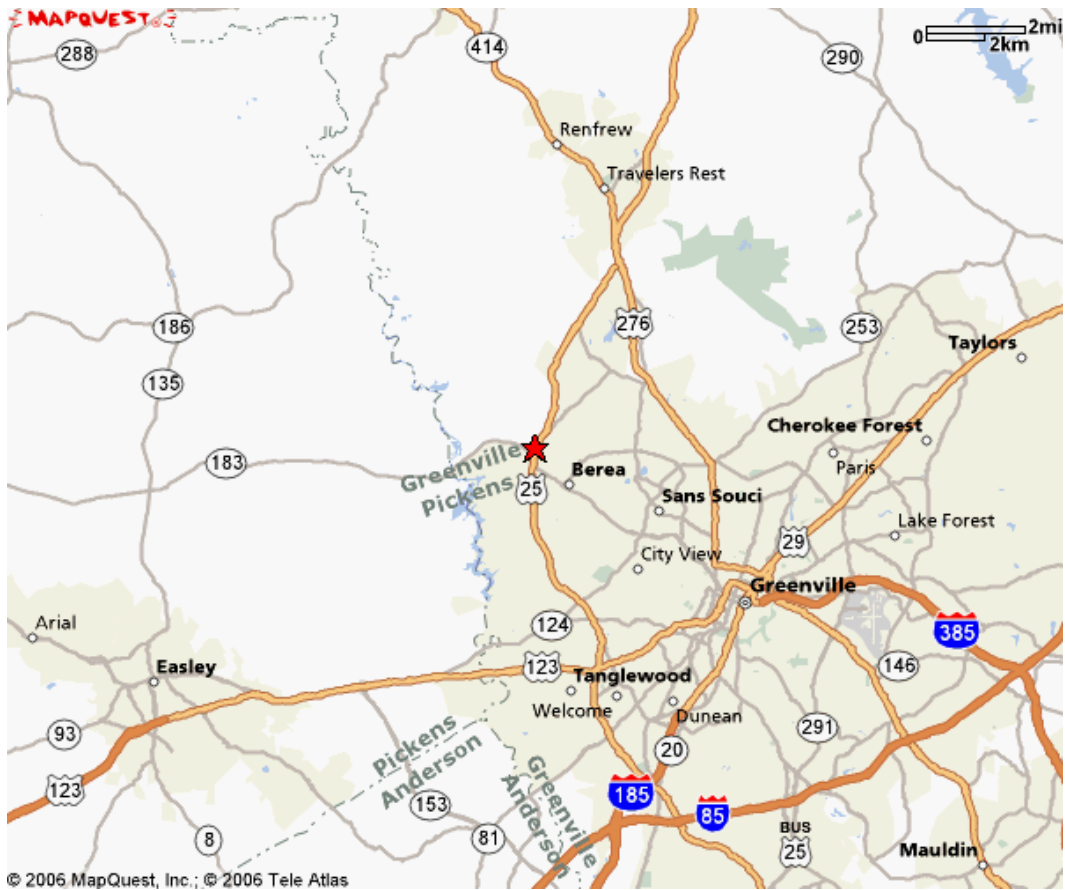 MAPQUEST
288
414
0 2mi
2km
290
Renfrew
Travelers Rest
186
276
253
Taylors
135
Cherokee Forest
Paris
183
Greenville
Pickens
25
Berea
Sans Souci
29
Lake Forest
City View
Greenville
Arial
124
385
Easley
123
Tanglewood
146
Welcome
Dunean
93
291
Pickens
Anderson
Greenville
Anderson
20
123
153
185
85
8
81
BUS
25
Mauldin
© 2006 MapQuest, Inc.; © 2006 Tele Atlas